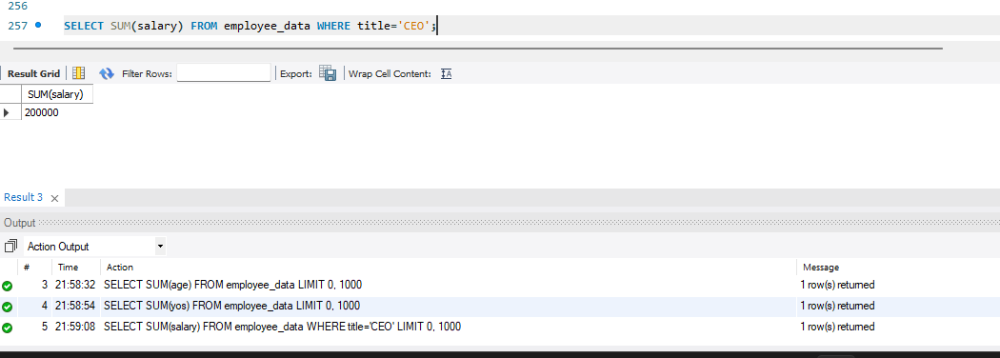 256
257 SELECT SUM(salary) FROM employee_data WHERE title='CEO';
Result Grid Filter Rows: Export: Wrap Cell Content: IA
SUM(salary)
200000
Result 3 ×
Output
Action Output
# Time Action Message
3 21:58:32 SELECT SUM(age) FROM employee_data LIMIT 0, 1000 1 row(s) returned
4 21:58:54 SELECT SUM(yos) FROM employee_data LIMIT 0, 1000 1 row(s) returned
5 21:59:08 SELECT SUM(salary) FROM employee_data WHERE title='CEO' LIMIT 0, 1000 1 row(s) returned